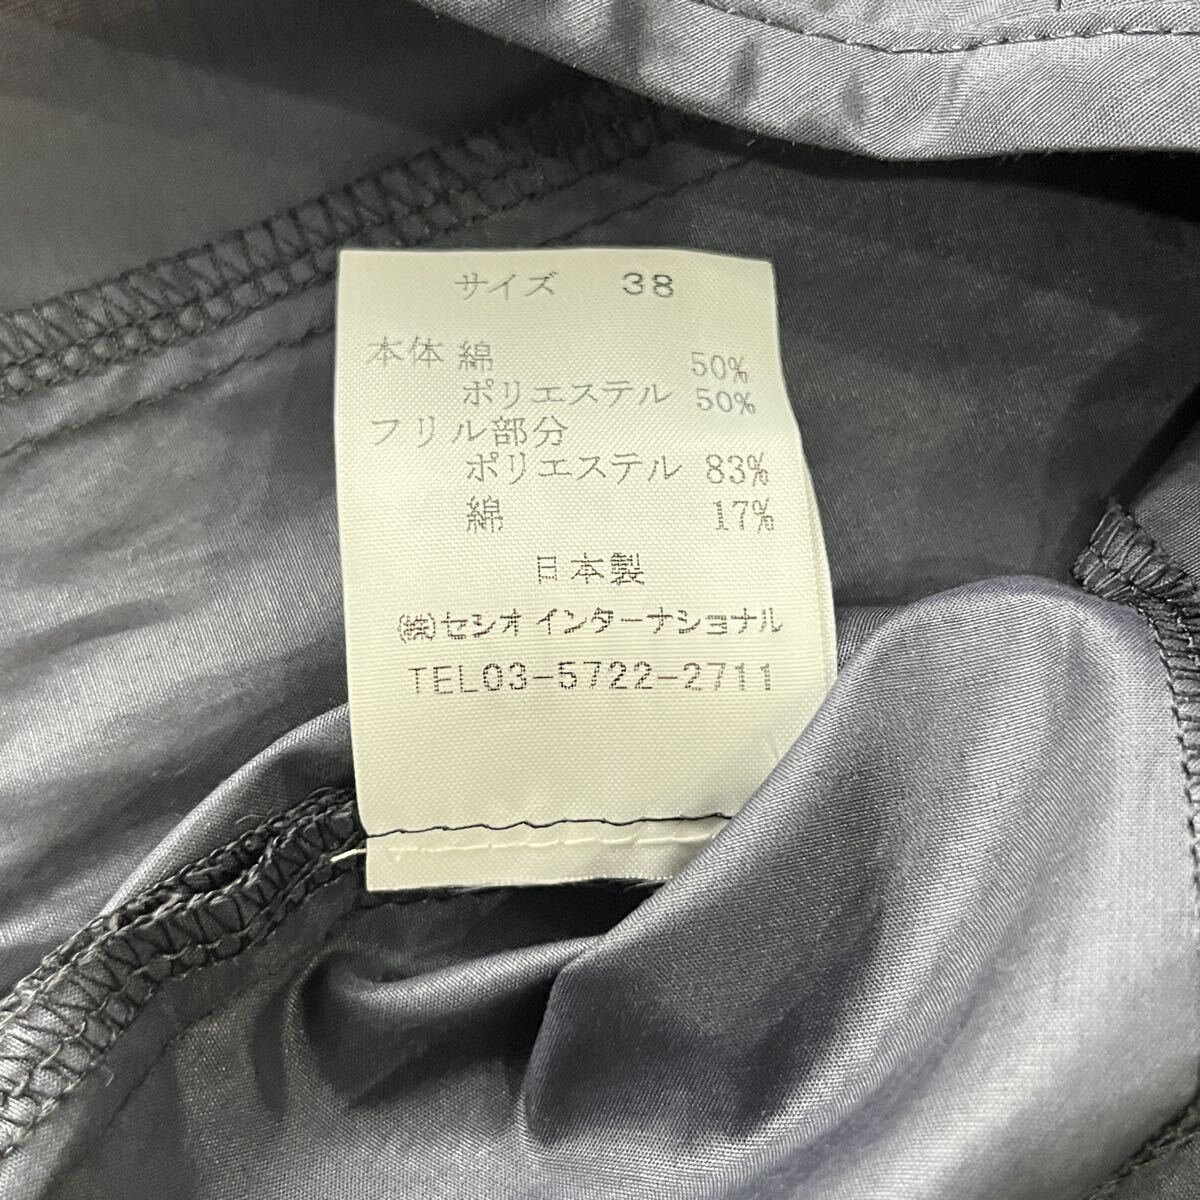 サイズ 38
本体 綿 50%
ポリエステル 50%
フリル部分
ポリエステル 83%
綿 17%
日本製
㈱セシオインターナショナル
TEL03-5722-2711